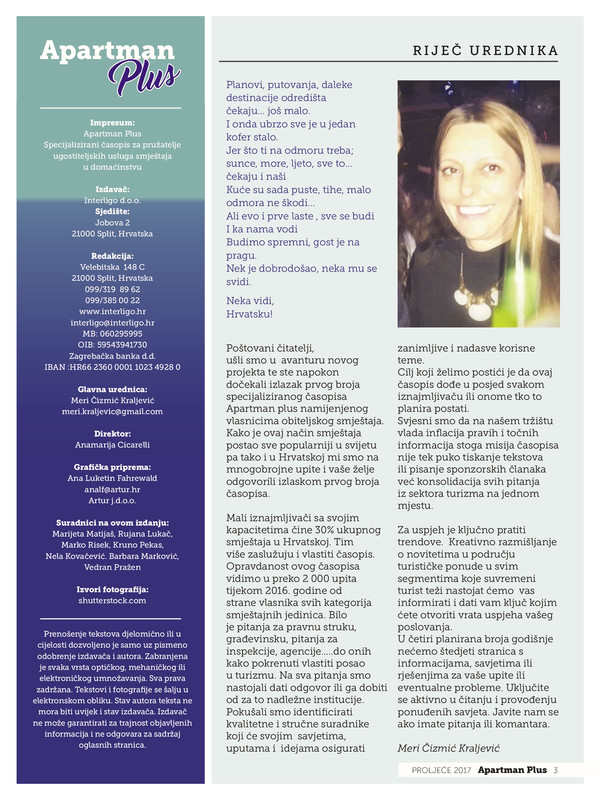 Apartman
Plus
Impresum:
Apartman Plus
Specijalizirani časopis za pružatelje
ugostiteljskih usluga smještaja
u domaćinstvu
Izdavač:
Interligo d.o.o.
Sjedište:
Jobova 2
21000 Split, Hrvatska
Redakcija:
Velebitska 148 C
21000 Split, Hrvatska
099/319 89 62
099/385 00 22
www.interligo.hr
interligo@interligo.hr
MB: 060295995
OIB: 59543941730
Zagrebačka banka d.d.
IBAN :HR66 2360 0001 1023 4928 0
Glavna urednica:
Meri Čizmić Kraljević
meri.kraljevic@gmail.com
Direktor:
Anamarija Cicarelli
Grafička priprema:
Ana Luketin Fahrewald
analf@artur.hr
Artur j.d.o.o.
Suradnici na ovom izdanju:
Marijeta Matijaš, Rujana Lukač,
Marko Risek, Kruno Pekas,
Nela Kovačević. Barbara Marković,
Vedran Pražen
Izvori fotografija:
shutterstock.com
Prenošenje tekstova djelomično ili u
cijelosti dozvoljeno je samo uz pismeno
odobrenje izdavača i autora. Zabranjena
je svaka vrsta optičkog, mehaničkog ili
elektroničkog umnožavanja. Sva prava
zadržana. Tekstovi i fotografije se šalju u
elektronskom obliku. Stav autora teksta ne
mora biti uvijek i stav izdavača. Izdavač
ne može garantirati za trajnost objavljenih
informacija i ne odgovara za sadržaj
oglasnih stranica.
RIJEČ UREDNIKA
Planovi, putovanja, daleke
destinacije odredišta
čekaju... još malo.
I onda ubrzo sve je u jedan
kofer stalo.
Jer što ti na odmoru treba;
sunce, more, ljeto, sve to...
čekaju i naši
Kuće su sada puste, tihe, malo
odmora ne škodi...
Ali evo i prve laste , sve se budi
I ka nama vodi
Budimo spremni, gost je na
pragu.
Nek je dobrodošao, neka mu se
svidi.
Neka vidi,
Hrvatsku!
Poštovani čitatelji,
ušli smo u avanturu novog
projekta te ste napokon
dočekali izlazak prvog broja
specijaliziranog časopisa
Apartman plus namijenjenog
vlasnicima obiteljskog smještaja.
Kako je ovaj način smještaja
postao sve popularniji u svijetu
pa tako i u Hrvatskoj mi smo na
mnogobrojne upite i vaše želje
odgovorili izlaskom prvog broja
časopisa.
Mali iznajmljivači sa svojim
kapacitetima čine 30% ukupnog
smještaja u Hrvatskoj. Tim
više zaslužuju i vlastiti časopis.
Opravdanost ovog časopisa
vidimo u preko 2 000 upita
tijekom 2016. godine od
strane vlasnika svih kategorija
smještajnih jedinica. Bilo
je pitanja za pravnu struku,
građevinsku, pitanja za
inspekcije, agencije.....do onih
kako pokrenuti vlastiti posao
u turizmu. Na sva pitanja smo
nastojali dati odgovor ili ga dobiti
od za to nadležne institucije.
Pokušali smo identificirati
kvalitetne i stručne suradnike
koji će svojim savjetima,
uputama i idejama osigurati
zanimljive i nadasve korisne
teme.
Cilj koji želimo postići je da ovaj
časopis dođe u posjed svakom
iznajmljivaču ili onome tko to
planira postati.
Svjesni smo da na našem tržištu
vlada inflacija pravih i točnih
informacija stoga misija časopisa
nije tek puko tiskanje tekstova
ili pisanje sponzorskih članaka
već konsolidacija svih pitanja
iz sektora turizma na jednom
mjestu.
Za uspjeh je ključno pratiti
trendove. Kreativno razmišljanje
o novitetima u području
turističke ponude u svim
segmentima koje suvremeni
turist teži nastojat ćemo vas
informirati i dati vam ključ kojim
ćete otvoriti vrata uspjeha vašeg
poslovanja.
U četiri planirana broja godišnje
nećemo štedjeti stranica s
informacijama, savjetima ili
rješenjima za vaše upite ili
eventualne probleme. Uključite
se aktivno u čitanju i provođenju
ponuđenih savjeta. Javite nam se
ako imate pitanja ili komentara.
Meri Čizmić Kraljević
PROLJEĆE 2017 Apartman Plus 3